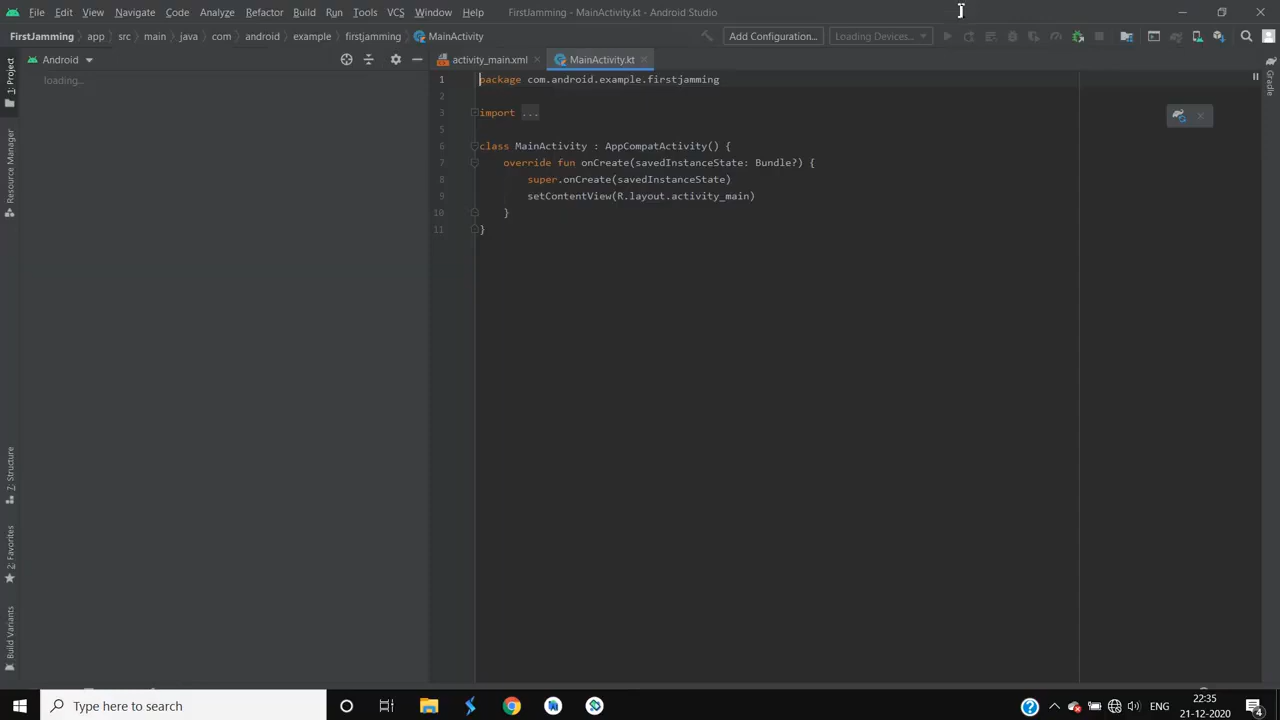 File Edit View Navigate Code Analyze Refactor Build Run Tools VCS Window Help FirstJamming - MainActivity.kt - Android Studio
FirstJamming app src main java com android example firstjamming MainActivity Add Configuration... Loading Devices...
1: Project
Resource Manager
7: Structure
2: Favorites
Build Variants
Android
loading...
activity_main.xml MainActivity.kt
Gradle
1 package com.android.example.firstjamming
2
3 import ...
5
6 class MainActivity : AppCompatActivity() {
7 override fun onCreate(savedInstanceState: Bundle?) {
8 super.onCreate(savedInstanceState)
9 setContentView(R.layout.activity_main)
10 }
11 }
Type here to search
ENG
22:35
21-12-2020
4